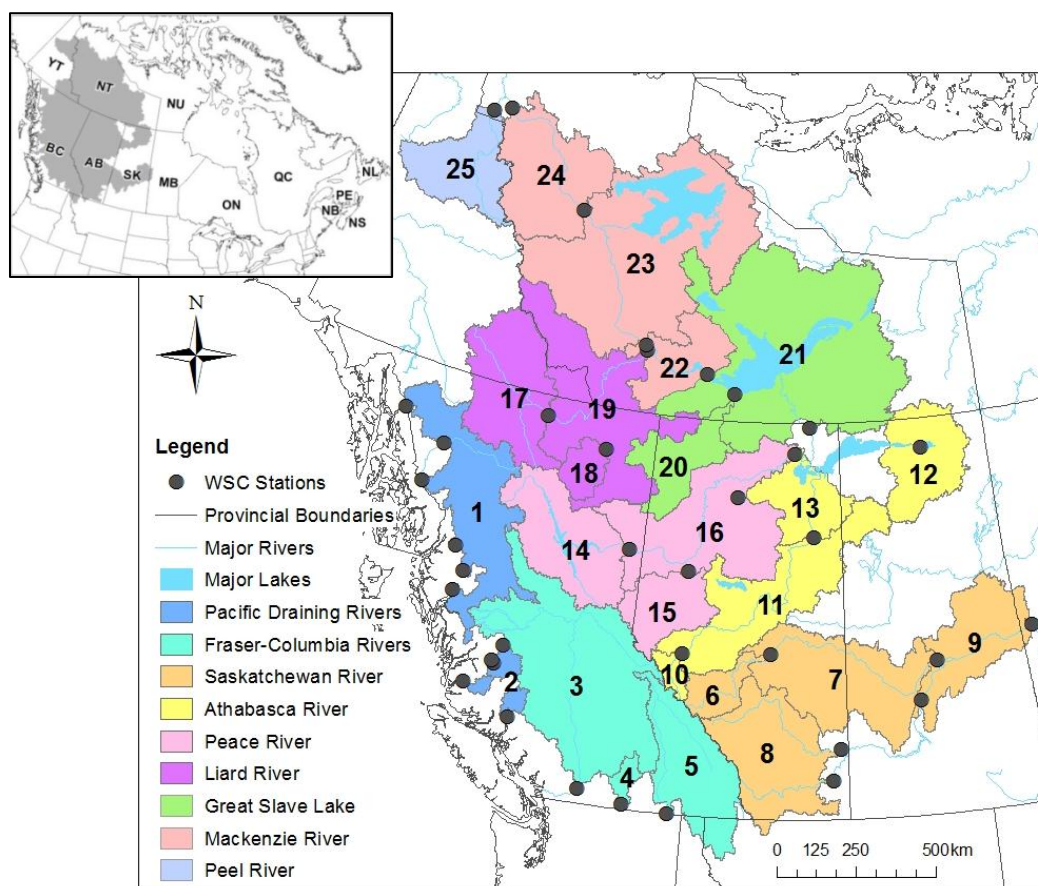 YT
NT
NU
BC
AB
SK
MB
ON
QC
NL
PE
NB
NS
N
25
24
23
22
21
17
19
18
20
12
13
1
14
16
15
11
10
9
2
3
6
7
8
4
5
Legend
WSC Stations
Provincial Boundaries
Major Rivers
Major Lakes
Pacific Draining Rivers
Fraser-Columbia Rivers
Saskatchewan River
Athabasca River
Peace River
Liard River
Great Slave Lake
Mackenzie River
Peel River
0 125 250 500km